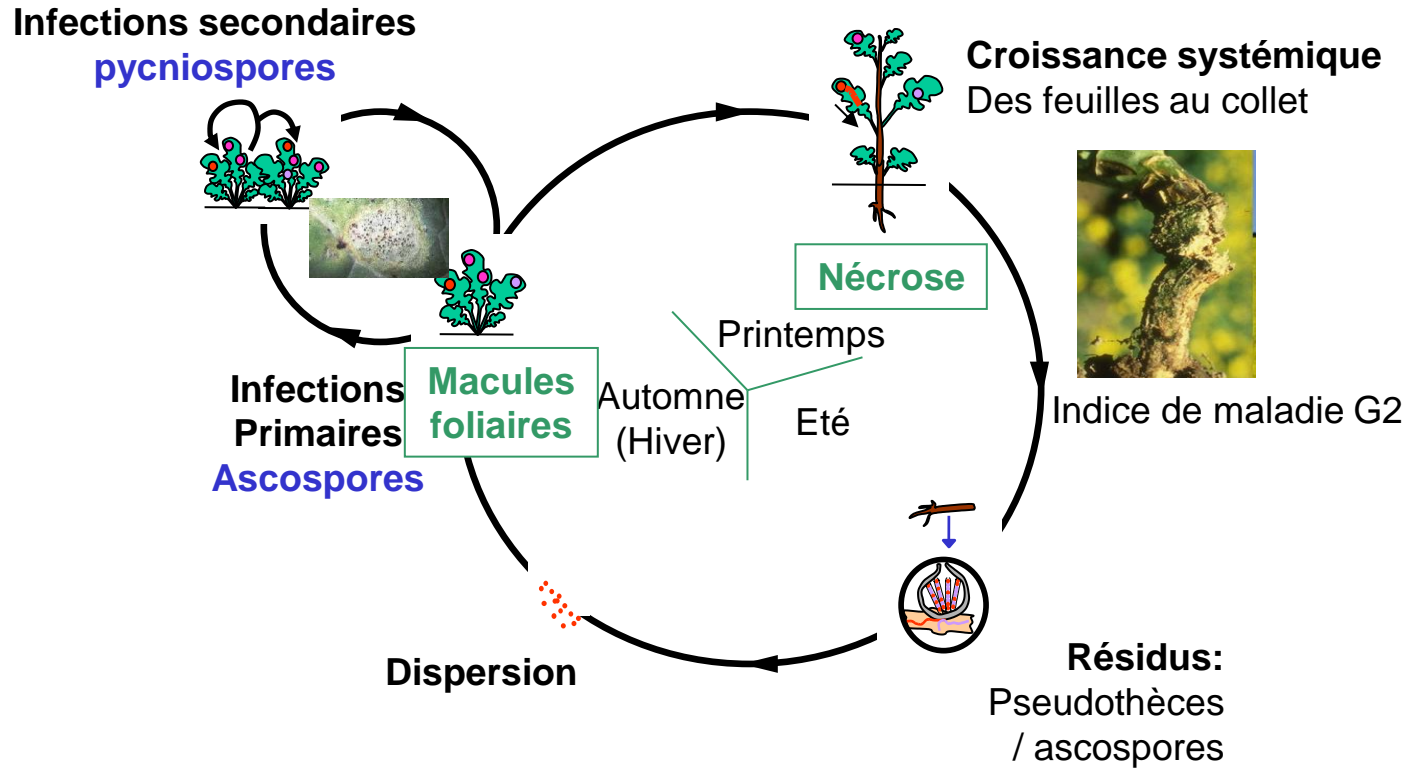 Infections secondaires
pycniospores
Croissance systémique
Des feuilles au collet
Nécrose
Printemps
Automne
(Hiver)
Eté
Infections
Primaires
Ascospores
Macules
foliaires
Indice de maladie G2
Dispersion
Résidus:
Pseudothèces
/ ascospores